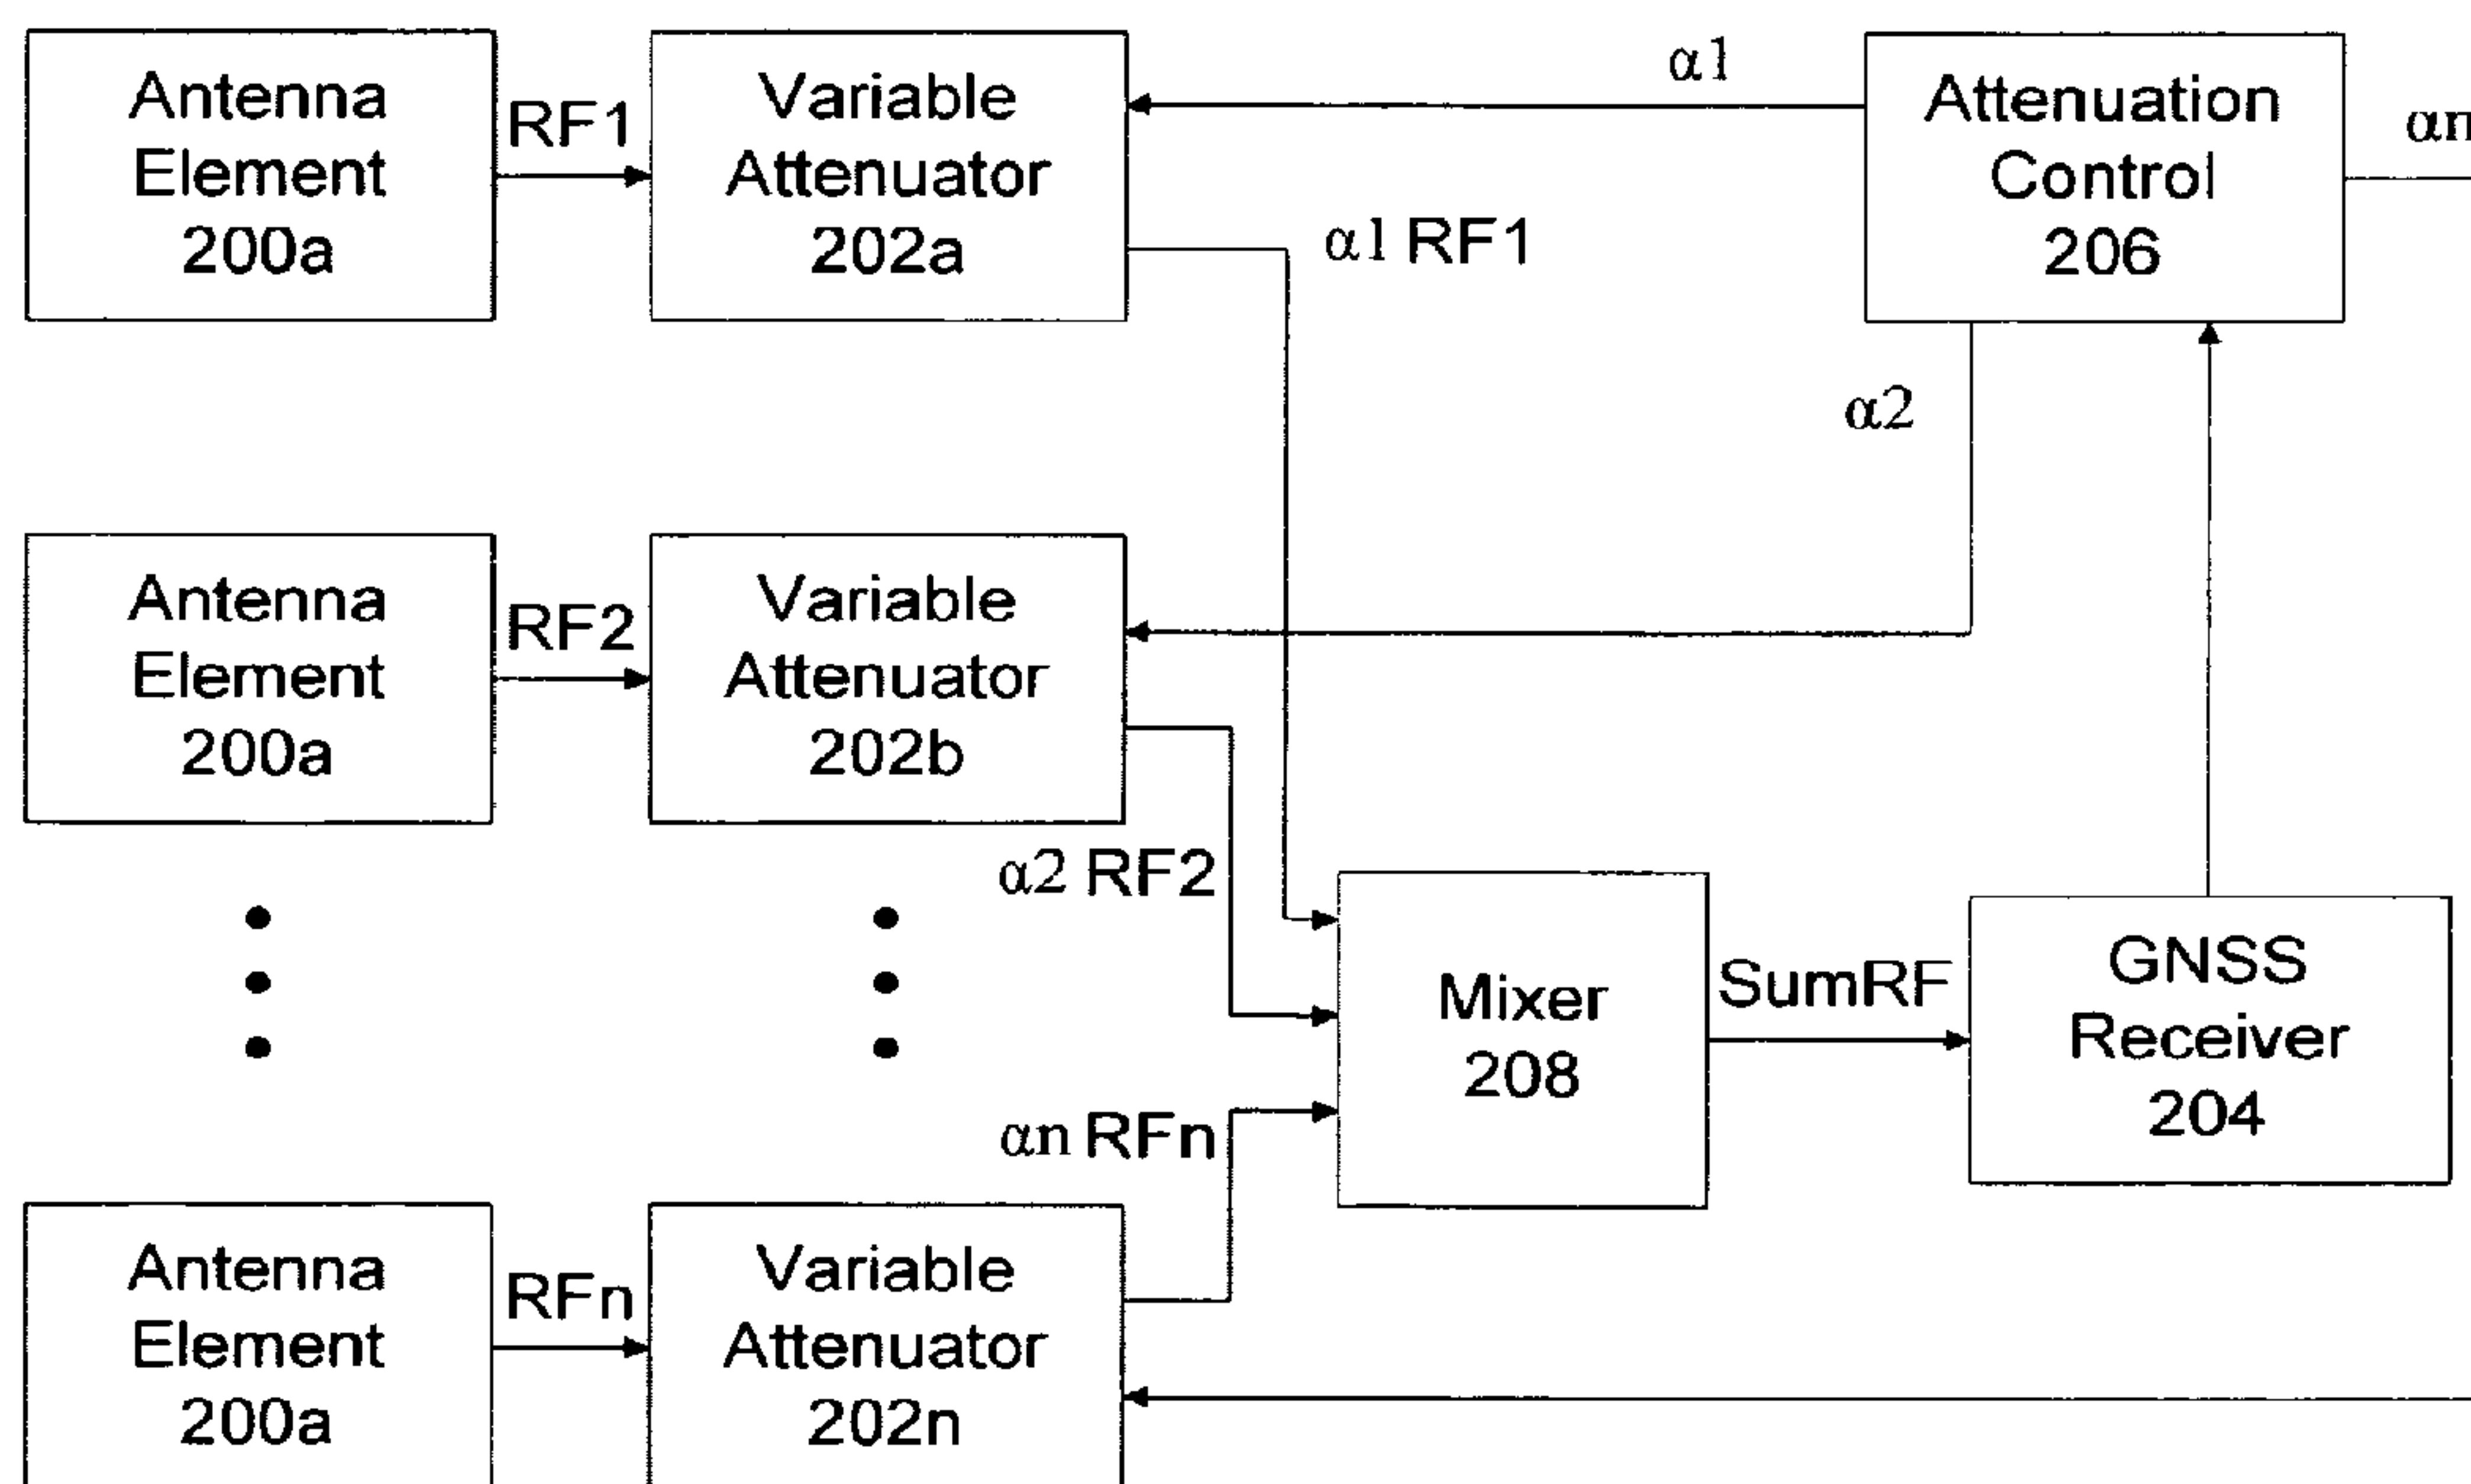 Antenna
Element
200a
RF1
Variable
Attenuator
202a
α1
α1 RF1
Attenuation
Control
206
αn
α2
Antenna
Element
200a
RF2
Variable
Attenuator
202b
α2 RF2
Mixer
208
SumRF
GNSS
Receiver
204
αn RFn
Antenna
Element
200a
RFn
Variable
Attenuator
202n